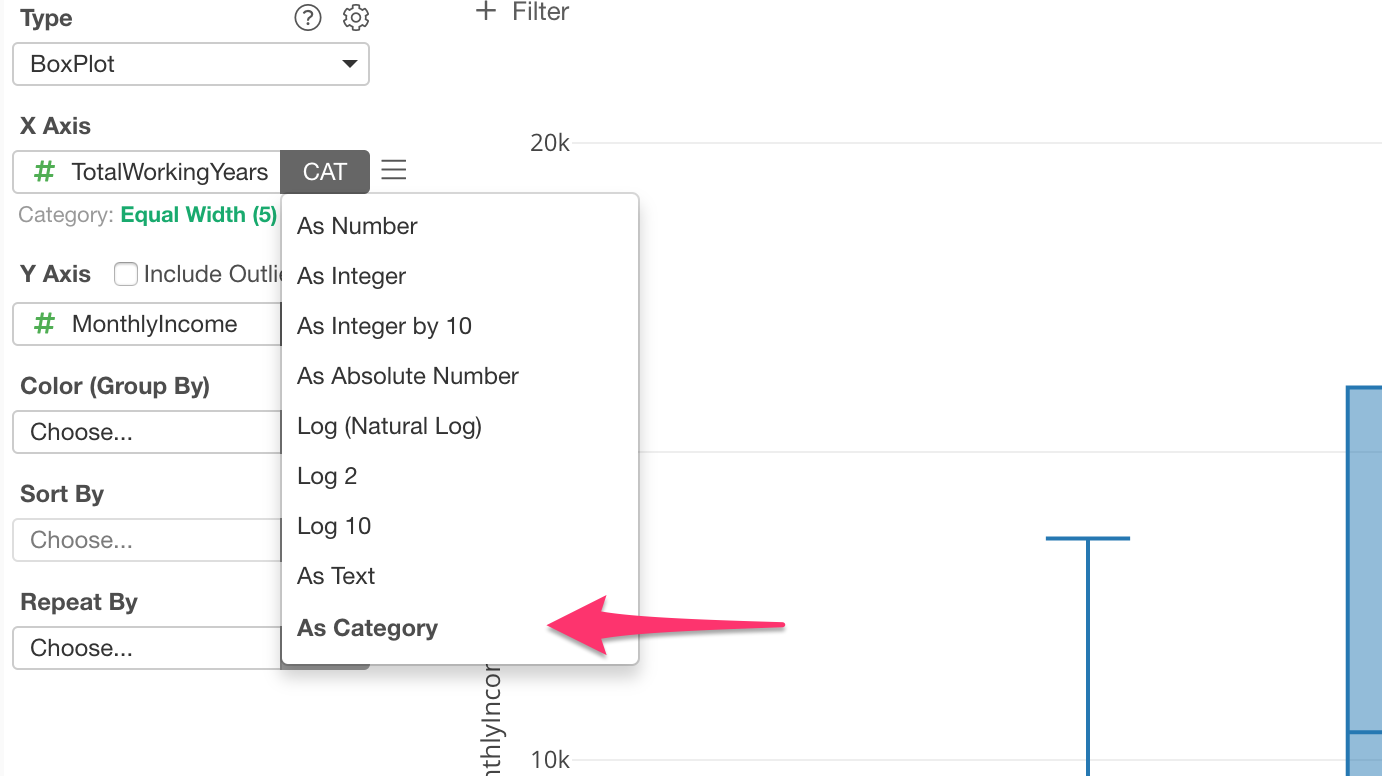 Type
?
+ Filter
BoxPlot
X Axis
20k
# TotalWorkingYears CAT
Category: Equal Width (5)
As Number
Y Axis Include Outli
As Integer
# MonthlyIncome
As Integer by 10
Color (Group By)
As Absolute Number
Choose...
Log (Natural Log)
Sort By
Log 2
Choose...
Log 10
As Text
Repeat By
As Category
Choose...
nthlyIncor
10k